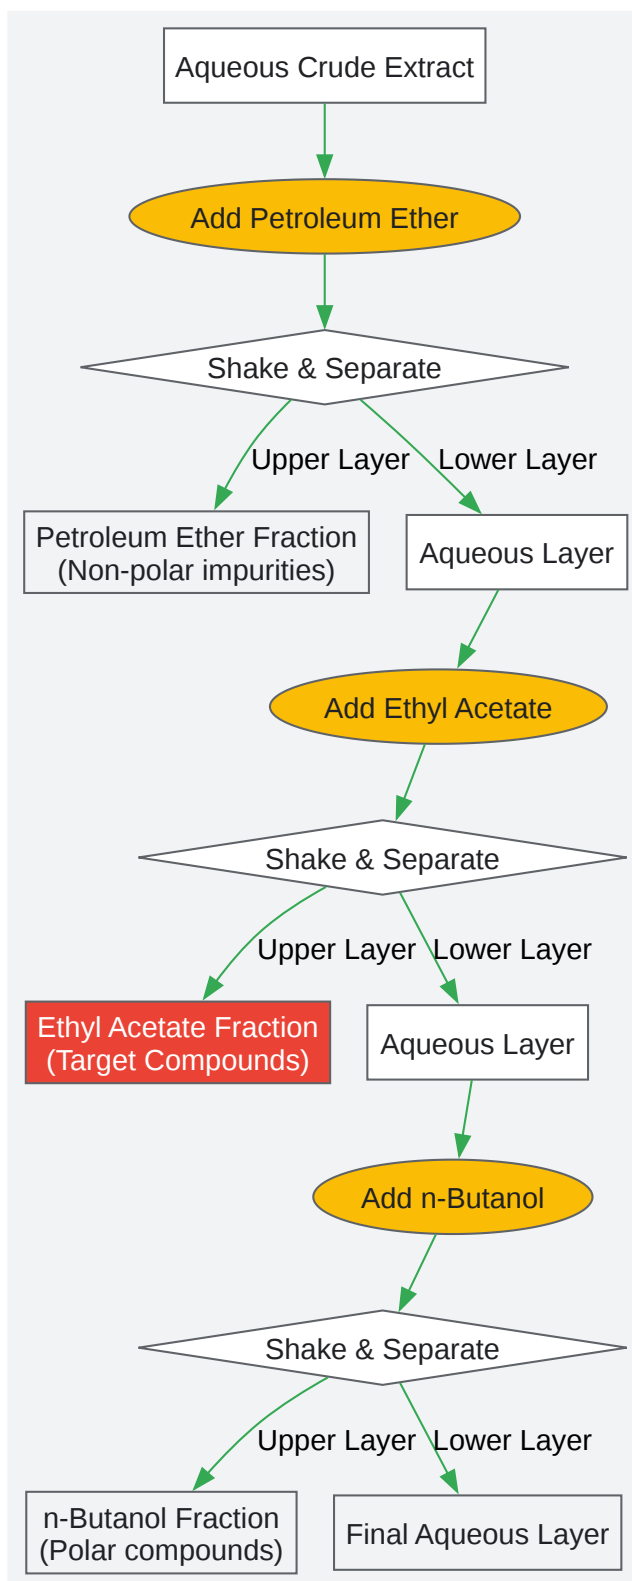 Aqueous Crude Extract
Add Petroleum Ether
Shake & Separate
Upper Layer
Lower Layer
Petroleum Ether Fraction
(Non-polar impurities)
Aqueous Layer
Add Ethyl Acetate
Shake & Separate
Upper Layer
Lower Layer
Ethyl Acetate Fraction
(Target Compounds)
Aqueous Layer
Add n-Butanol
Shake & Separate
Upper Layer
Lower Layer
n-Butanol Fraction
(Polar compounds)
Final Aqueous Layer